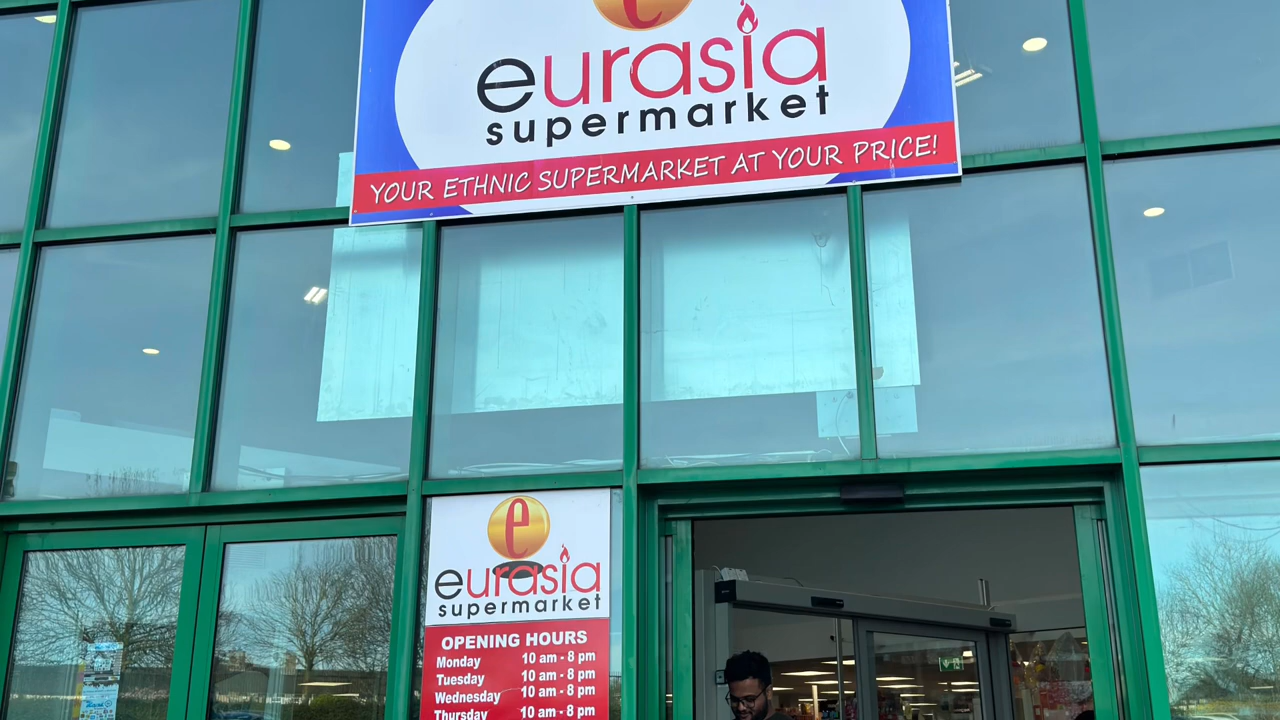 e
eurasia
supermarket
YOUR ETHNIC SUPERMARKET AT YOUR PRICE!
e
eurasia
supermarket
OPENING HOURS
Monday 10 am - 8 pm
Tuesday 10 am - 8 pm
Wednesday 10 am - 8 pm
Thursday 10 am - 8 pm